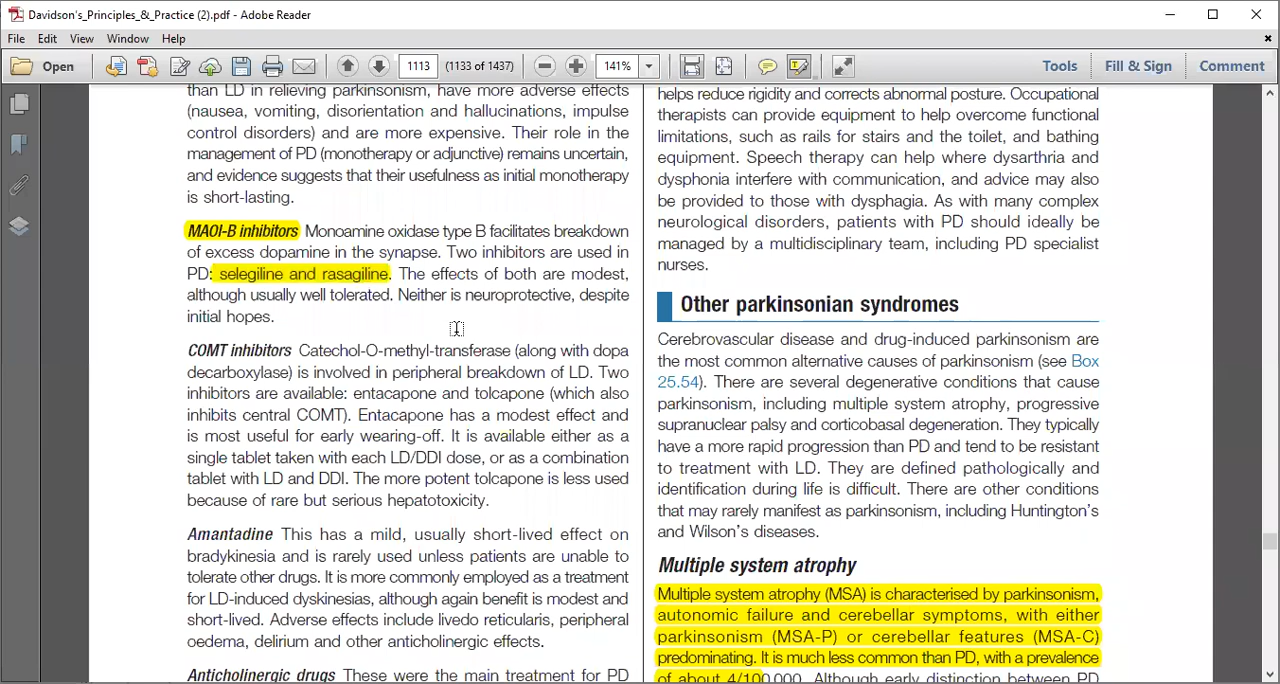 Davidson's_Principles_&_Practice (2).pdf - Adobe Reader
File Edit View Window Help
Open 1113 (1133 of 1437) 141% Tools Fill & Sign Comment
than LD in relieving parkinsonism, have more adverse effects
(nausea, vomiting, disorientation and hallucinations, impulse
control disorders) and are more expensive. Their role in the
management of PD (monotherapy or adjunctive) remains uncertain,
and evidence suggests that their usefulness as initial monotherapy
is short-lasting.
MAOI-B inhibitors Monoamine oxidase type B facilitates breakdown
of excess dopamine in the synapse. Two inhibitors are used in
PD: selegiline and rasagiline. The effects of both are modest,
although usually well tolerated. Neither is neuroprotective, despite
initial hopes.
COMT inhibitors Catechol-O-methyl-transferase (along with dopa
decarboxylase) is involved in peripheral breakdown of LD. Two
inhibitors are available: entacapone and tolcapone (which also
inhibits central COMT). Entacapone has a modest effect and
is most useful for early wearing-off. It is available either as a
single tablet taken with each LD/DDI dose, or as a combination
tablet with LD and DDI. The more potent tolcapone is less used
because of rare but serious hepatotoxicity.
Amantadine This has a mild, usually short-lived effect on
bradykinesia and is rarely used unless patients are unable to
tolerate other drugs. It is more commonly employed as a treatment
for LD-induced dyskinesias, although again benefit is modest and
short-lived. Adverse effects include livedo reticularis, peripheral
oedema, delirium and other anticholinergic effects.
Anticholinergic drugs These were the main treatment for PD
helps reduce rigidity and corrects abnormal posture. Occupational
therapists can provide equipment to help overcome functional
limitations, such as rails for stairs and the toilet, and bathing
equipment. Speech therapy can help where dysarthria and
dysphonia interfere with communication, and advice may also
be provided to those with dysphagia. As with many complex
neurological disorders, patients with PD should ideally be
managed by a multidisciplinary team, including PD specialist
nurses.
Other parkinsonian syndromes
Cerebrovascular disease and drug-induced parkinsonism are
the most common alternative causes of parkinsonism (see Box
25.54). There are several degenerative conditions that cause
parkinsonism, including multiple system atrophy, progressive
supranuclear palsy and corticobasal degeneration. They typically
have a more rapid progression than PD and tend to be resistant
to treatment with LD. They are defined pathologically and
identification during life is difficult. There are other conditions
that may rarely manifest as parkinsonism, including Huntington's
and Wilson's diseases.
Multiple system atrophy
Multiple system atrophy (MSA) is characterised by parkinsonism,
autonomic failure and cerebellar symptoms, with either
parkinsonism (MSA-P) or cerebellar features (MSA-C)
predominating. It is much less common than PD, with a prevalence
of about 4/100,000. Although early distinction between PD